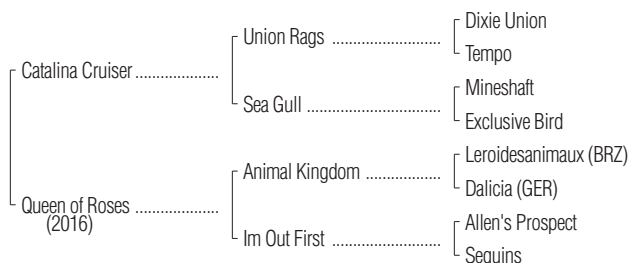 Dixie Union
Union Rags ........................
Tempo
Catalina Cruiser ...................
Mineshaft
Sea Gull .............................
Exclusive Bird
Leroidesanimaux (BRZ)
Animal Kingdom .................
Dalicia (GER)
Queen of Roses ...................
(2016)
Allen's Prospect
Im Out First ........................
Sequins